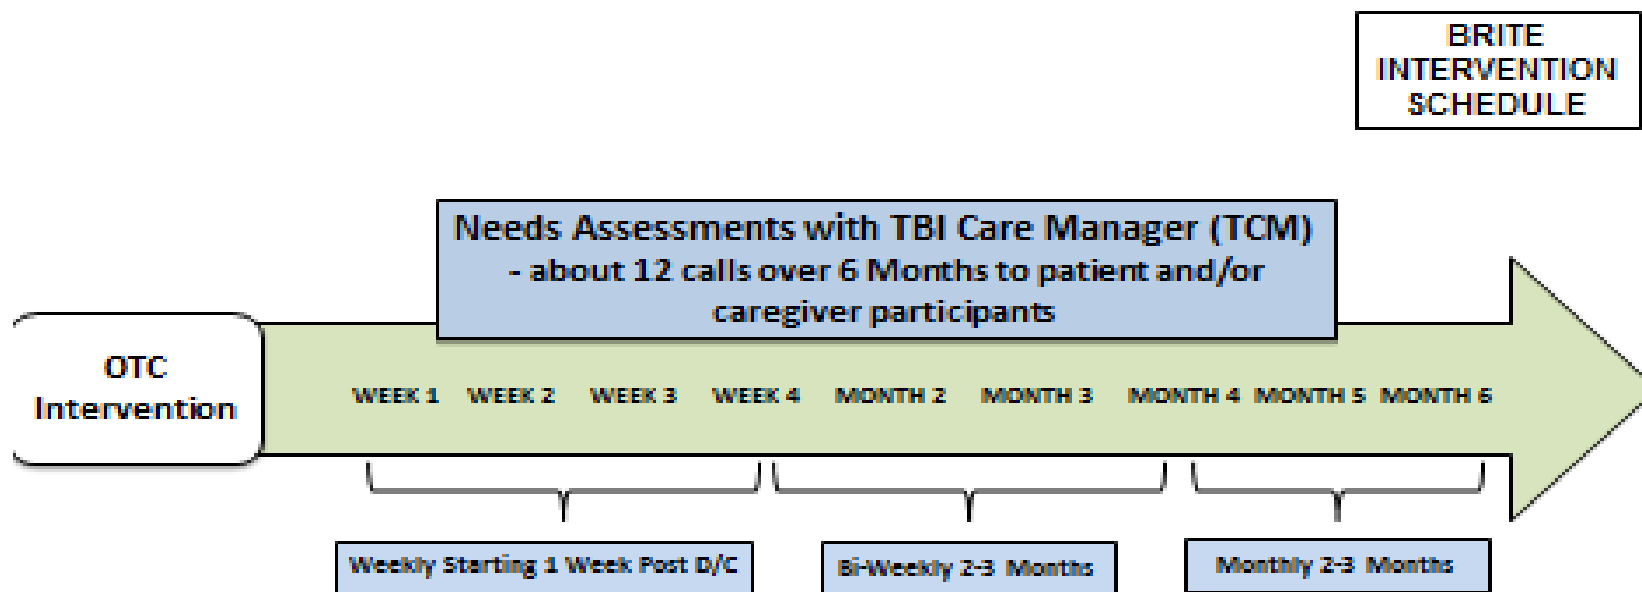 BRITE
INTERVENTION
SCHEDULE
Needs Assessments with TBI Care Manager (TCM)
- about 12 calls over 6 Months to patient and/or
caregiver participants
OTC
Intervention
WEEK 1 WEEK 2 WEEK 3 WEEK 4 MONTH 2 MONTH 3 MONTH 4 MONTH 5 MONTH 6
Weekly Starting 1 Week Post D/C
Bi-Weekly 2-3 Months
Monthly 2-3 Months